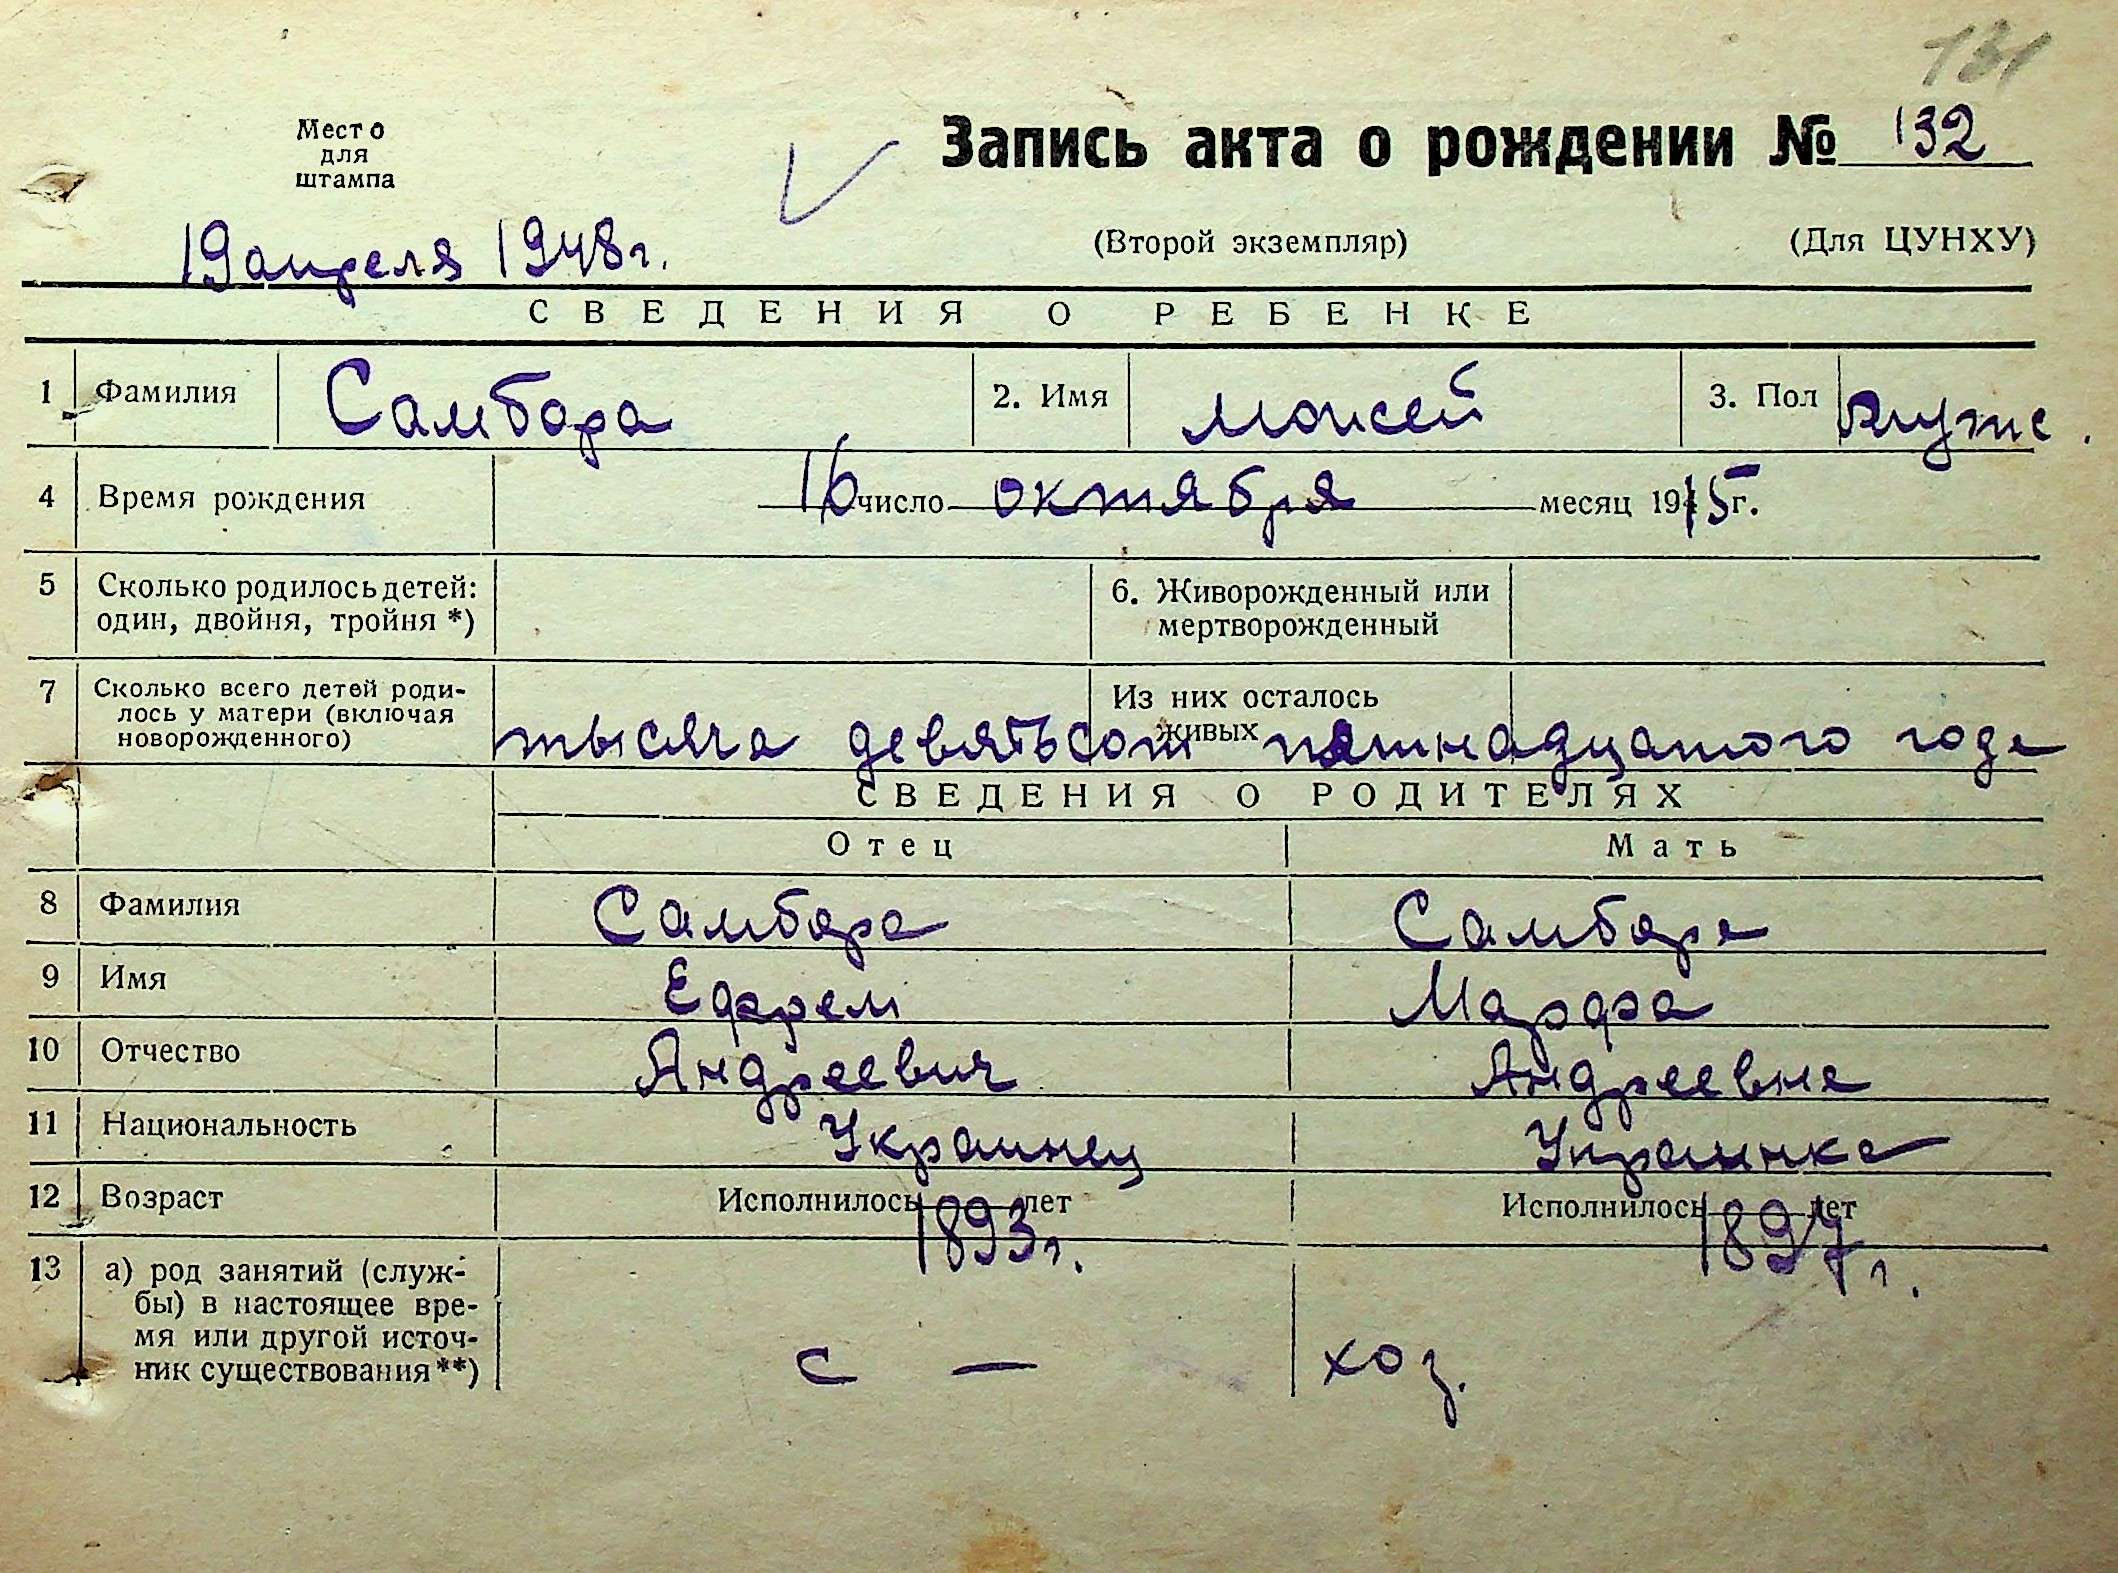 131
Место
для
штампа
Запись акта о рождении № 132
19 апреля 1948 г.
(Второй экземпляр) (Для ЦУНХУ)
СВЕДЕНИЯ О РЕБЕНКЕ
1 Фамилия Самбора 2. Имя Моисей 3. Пол Муж.
4 Время рождения 16 число октября месяц 1915 г.
5 Сколько родилось детей: 6. Живорожденный или
один, двойня, тройня *) мертворожденный
7 Сколько всего детей роди- Из них осталось
лось у матери (включая живых
новорожденного)
тысяча девятьсот пятнадцатого года
СВЕДЕНИЯ О РОДИТЕЛЯХ
Отец Мать
8 Фамилия Самбора Самбора
9 Имя Ефрем Марфа
10 Отчество Андреевич Андреевна
11 Национальность Украинец Украинка
12 Возраст Исполнилось 1893 г. лет Исполнилось 1897 г. лет
13 а) род занятий (служ-
бы) в настоящее вре-
мя или другой источ-
ник существования **) с — хоз.